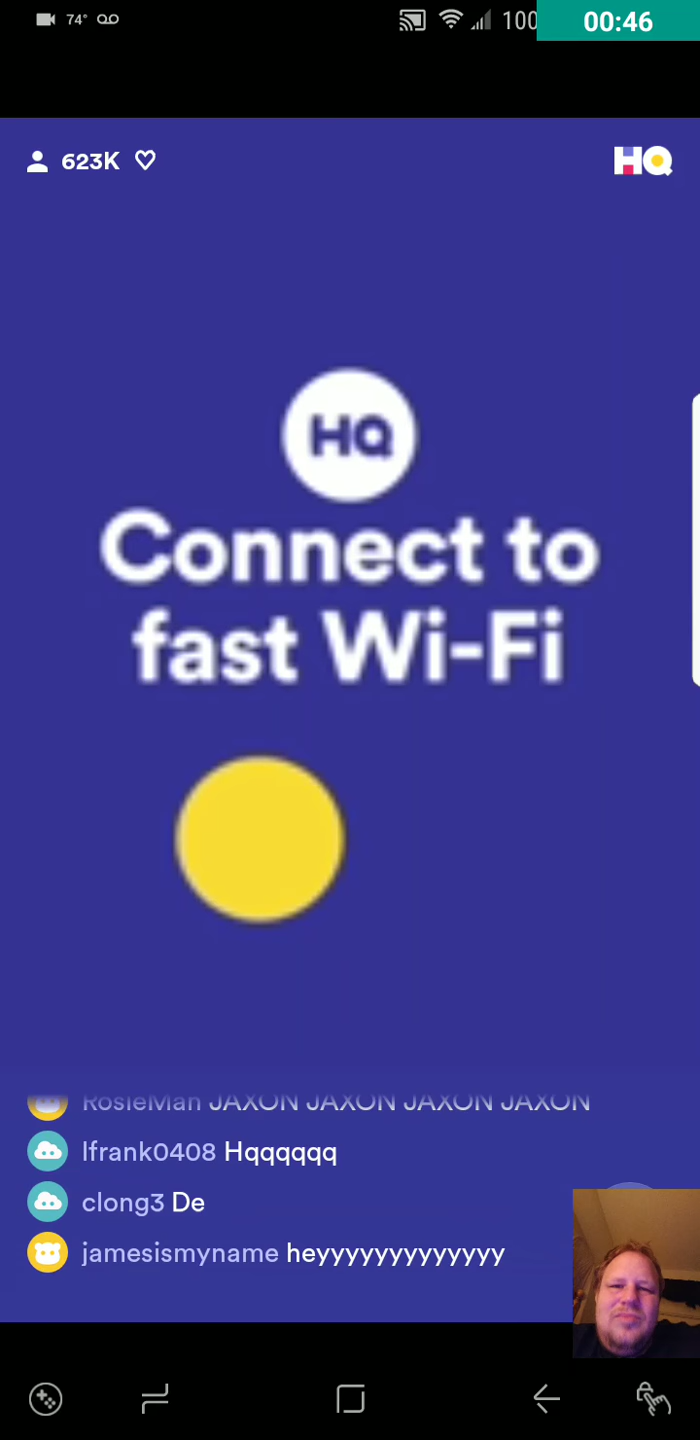 74°
100
00:46
623K
HQ
HQ
Connect to
fast Wi-Fi
RosieMan JAXON JAXON JAXON JAXON
lfrank0408 Hqqqqqq
clong3 De
jamesismyname heyyyyyyyyyyyyy